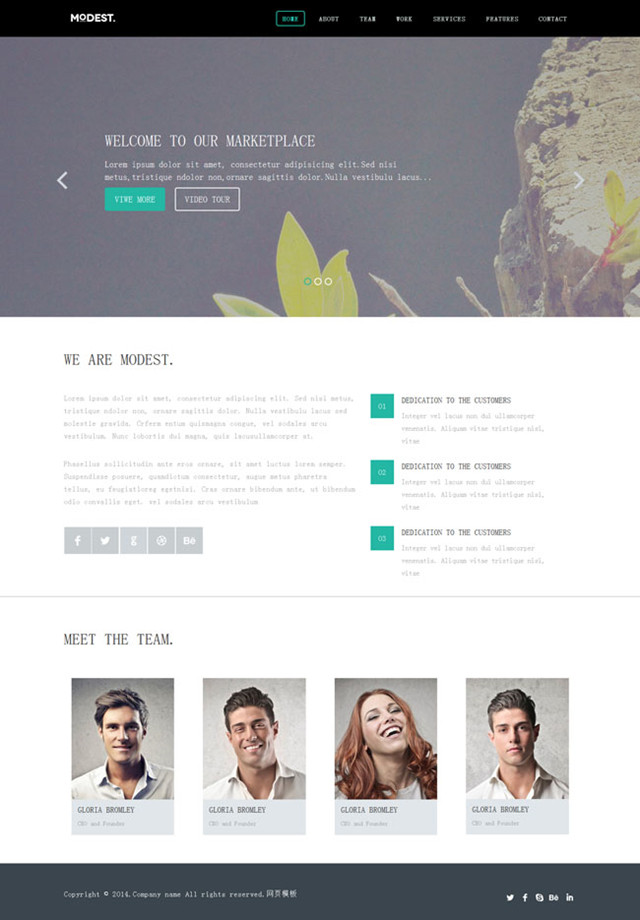 MODEST.
HOME ABOUT TEAM WORK SERVICES FEATURES CONTACT
WELCOME TO OUR MARKETPLACE
Lorem ipsum dolor sit amet, consectetur adipisicing elit.Sed nisi
metus,tristique ndolor non,ornare sagittis dolor.Nulla vestibulu lacus...
VIWE MORE VIDEO TOUR
WE ARE MODEST.
Lorem ipsum dolor sit amet, consectetur adipiscing elit. Sed nisi metus,
tristique ndolor non, ornare sagittis dolor. Nulla vestibulu lacus sed
molestie gravida. Crferm entum quismagna congue, vel sodales arcu
vestibulum. Nunc lobortis dui magna, quis lacusullamcorper at.
Phasellus sollicitudin ante eros ornare, sit amet luctus lorem semper.
Suspendisse posuere, quamdictum consectetur, augue metus pharetra
tellus, eu feugiatloreg egetnisi. Cras ornare bibendum ante, ut bibendum
odio convallis eget. vel sodales arcu vestibulum
Bē
01 DEDICATION TO THE CUSTOMERS
Integer vel lacus non dui ullamcorper
venenatis. Aliquam vitae tristique nisl,
vitae
02 DEDICATION TO THE CUSTOMERS
Integer vel lacus non dui ullamcorper
venenatis. Aliquam vitae tristique nisl,
vitae
03 DEDICATION TO THE CUSTOMERS
Integer vel lacus non dui ullamcorper
venenatis. Aliquam vitae tristique nisl,
vitae
MEET THE TEAM.
GLORIA BROMLEY
CEO and Founder
GLORIA BROMLEY
CEO and Founder
GLORIA BROMLEY
CEO and Founder
GLORIA BROMLEY
CEO and Founder
Copyright © 2014.Company name All rights reserved.网页模板